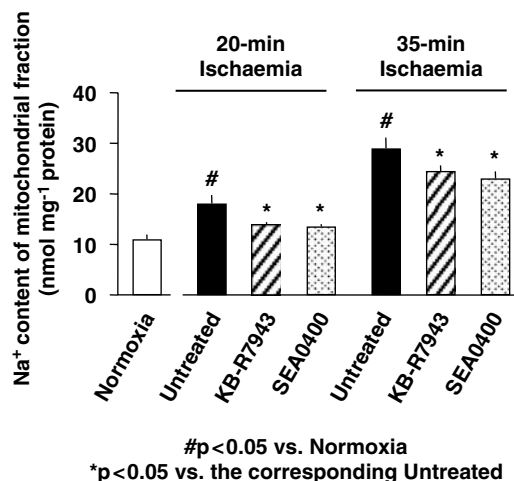 20-min
Ischaemia
35-min
Ischaemia
Na⁺ content of mitochondrial fraction
(nmol mg⁻¹ protein)
40
30
20
10
0
#
*
*
#
*
*
Normoxia
Untreated
KB-R7943
SEA0400
Untreated
KB-R7943
SEA0400
#p<0.05 vs. Normoxia
*p<0.05 vs. the corresponding Untreated